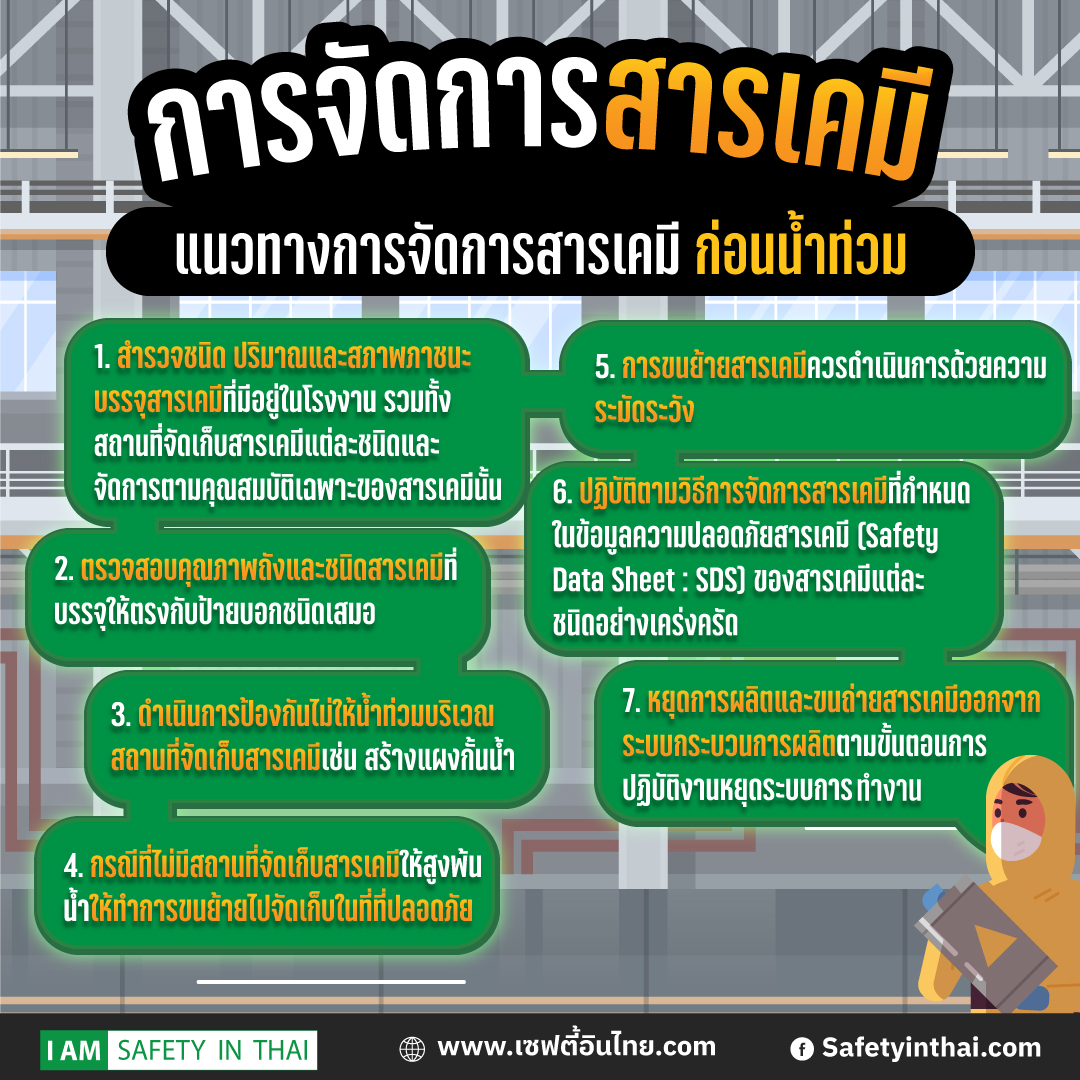 การจัดการสารเคมี
แนวทางการจัดการสารเคมี ก่อนน้ำท่วม
1. สำรวจชนิด ปริมาณและสภาพภาชนะ
บรรจุสารเคมีที่มีอยู่ในโรงงาน รวมทั้ง
สถานที่จัดเก็บสารเคมีแต่ละชนิดและ
จัดการตามคุณสมบัติเฉพาะของสารเคมีนั้น
2. ตรวจสอบคุณภาพถังและชนิดสารเคมีที่
บรรจุให้ตรงกับป้ายบอกชนิดเสมอ
3. ดำเนินการป้องกันไม่ให้น้ำท่วมบริเวณ
สถานที่จัดเก็บสารเคมีเช่น สร้างแผงกั้นน้ำ
4. กรณีที่ไม่มีสถานที่จัดเก็บสารเคมีให้สูงพ้น
น้ำให้ทำการขนย้ายไปจัดเก็บในที่ที่ปลอดภัย
5. การขนย้ายสารเคมีควรดำเนินการด้วยความ
ระมัดระวัง
6. ปฏิบัติตามวิธีการจัดการสารเคมีที่กำหนด
ในข้อมูลความปลอดภัยสารเคมี (Safety
Data Sheet : SDS) ของสารเคมีแต่ละ
ชนิดอย่างเคร่งครัด
7. หยุดการผลิตและขนถ่ายสารเคมีออกจาก
ระบบกระบวนการผลิตตามขั้นตอนการ
ปฏิบัติงานหยุดระบบการ ทำงาน
I AM SAFETY IN THAI
www.เซฟตี้อินไทย.com
Safetyinthai.com